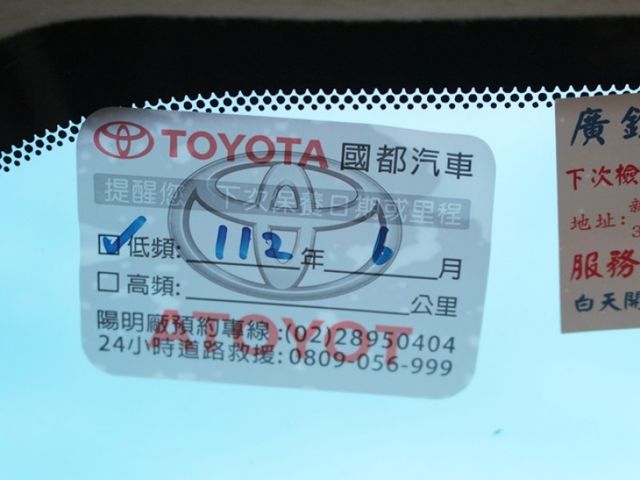 TOYOTA 國都汽車
提醒您 下次保養日期或里程
低頻: 112 年 6 月
高頻: 公里
ATOYOT
陽明廠預約專線:(02)28950404
24小時道路救援:0809-056-999
廣
下次檢
地址:
服務
白天開